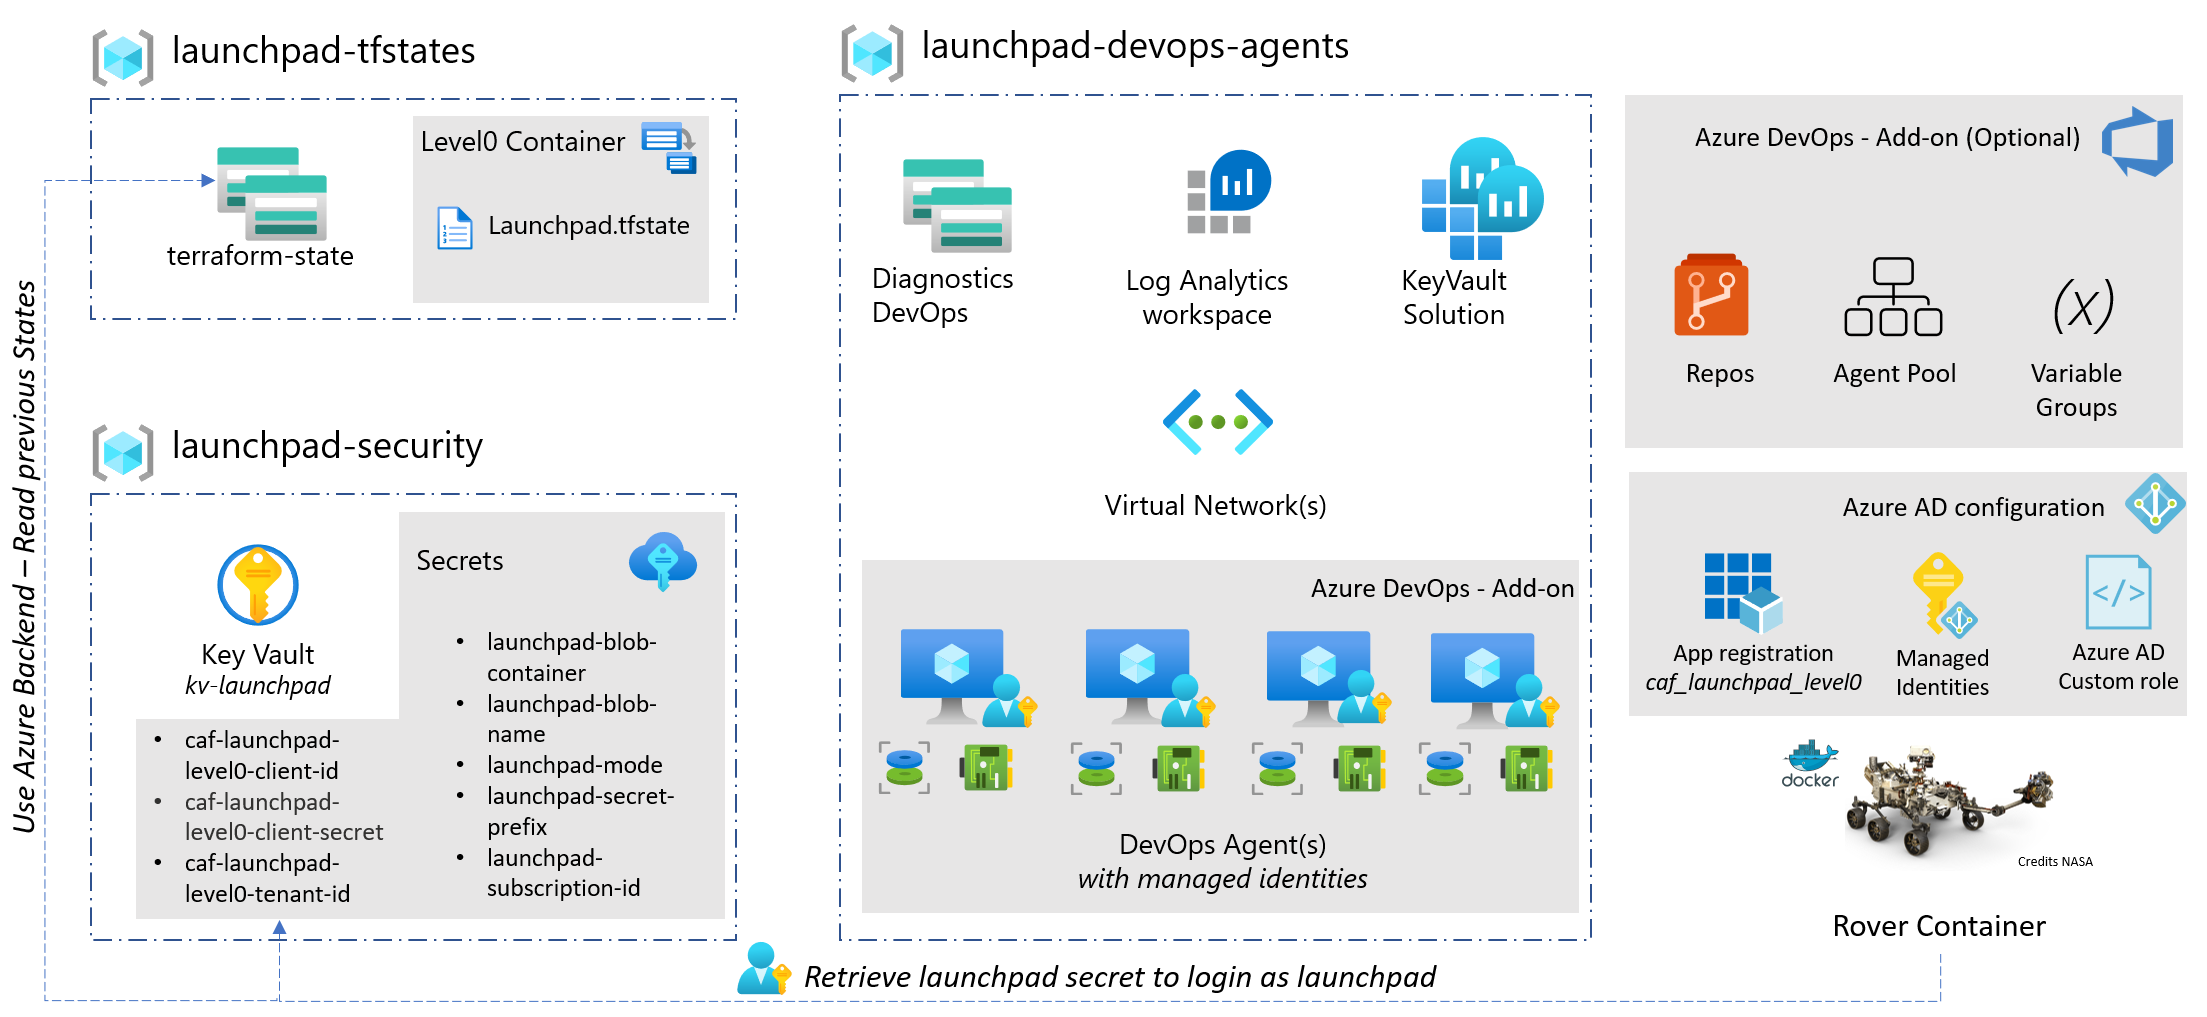 launchpad-tfstates
Level0 Container
Launchpad.tfstate
terraform-state
launchpad-security
Secrets
Key Vault
kv-launchpad
• caf-launchpad-
level0-client-id
• caf-launchpad-
level0-client-secret
• caf-launchpad-
level0-tenant-id
• launchpad-blob-
container
• launchpad-blob-
name
• launchpad-mode
• launchpad-secret-
prefix
• launchpad-
subscription-id
Use Azure Backend – Read previous States
launchpad-devops-agents
Diagnostics
DevOps
Log Analytics
workspace
KeyVault
Solution
Virtual Network(s)
Azure DevOps - Add-on
DevOps Agent(s)
with managed identities
Azure DevOps - Add-on (Optional)
Repos
Agent Pool
(X)
Variable
Groups
Azure AD configuration
App registration
caf_launchpad_level0
Managed
Identities
</>
Azure AD
Custom role
docker
Credits NASA
Rover Container
Retrieve launchpad secret to login as launchpad